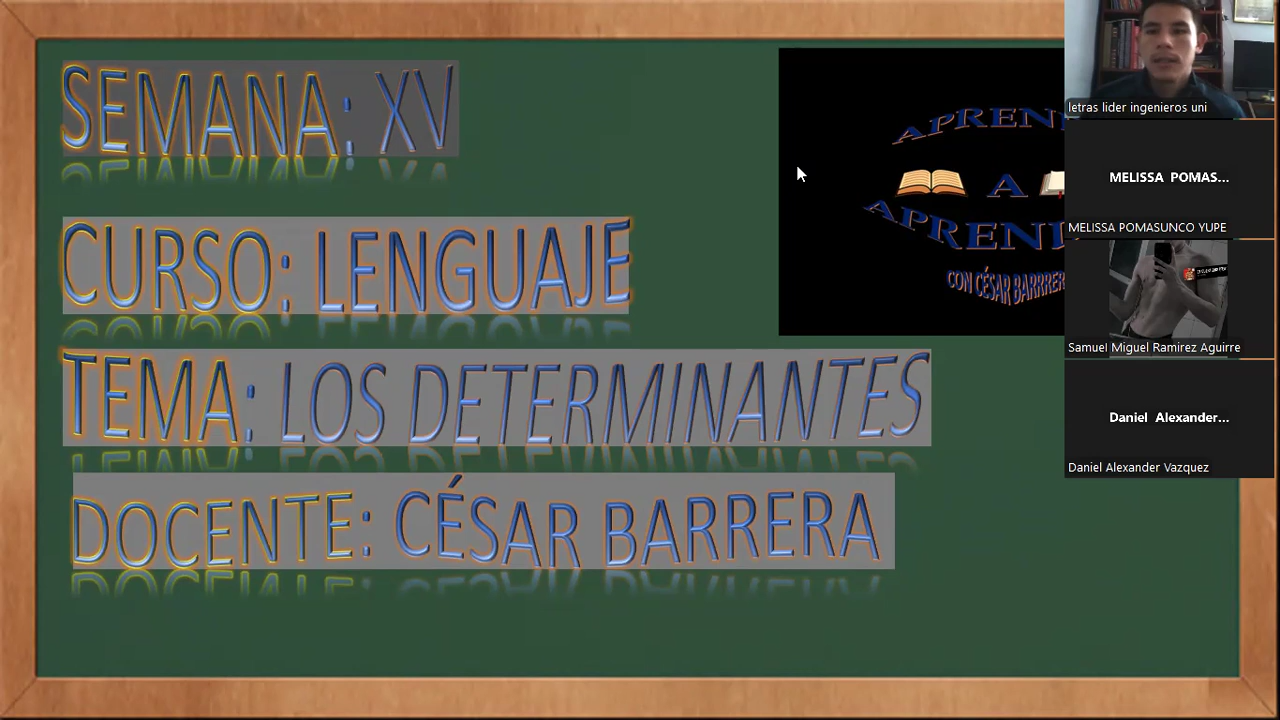 SEMANA: XV
CURSO: LENGUAJE
TEMA: LOS DETERMINANTES
DOCENTE: CÉSAR BARRERA
A
CON CÉSAR
letras lider ingenieros uni
MELISSA POMAS...
MELISSA POMASUNCO YUPE
Samuel Miguel Ramirez Aguirre
Daniel Alexander...
Daniel Alexander Vazquez